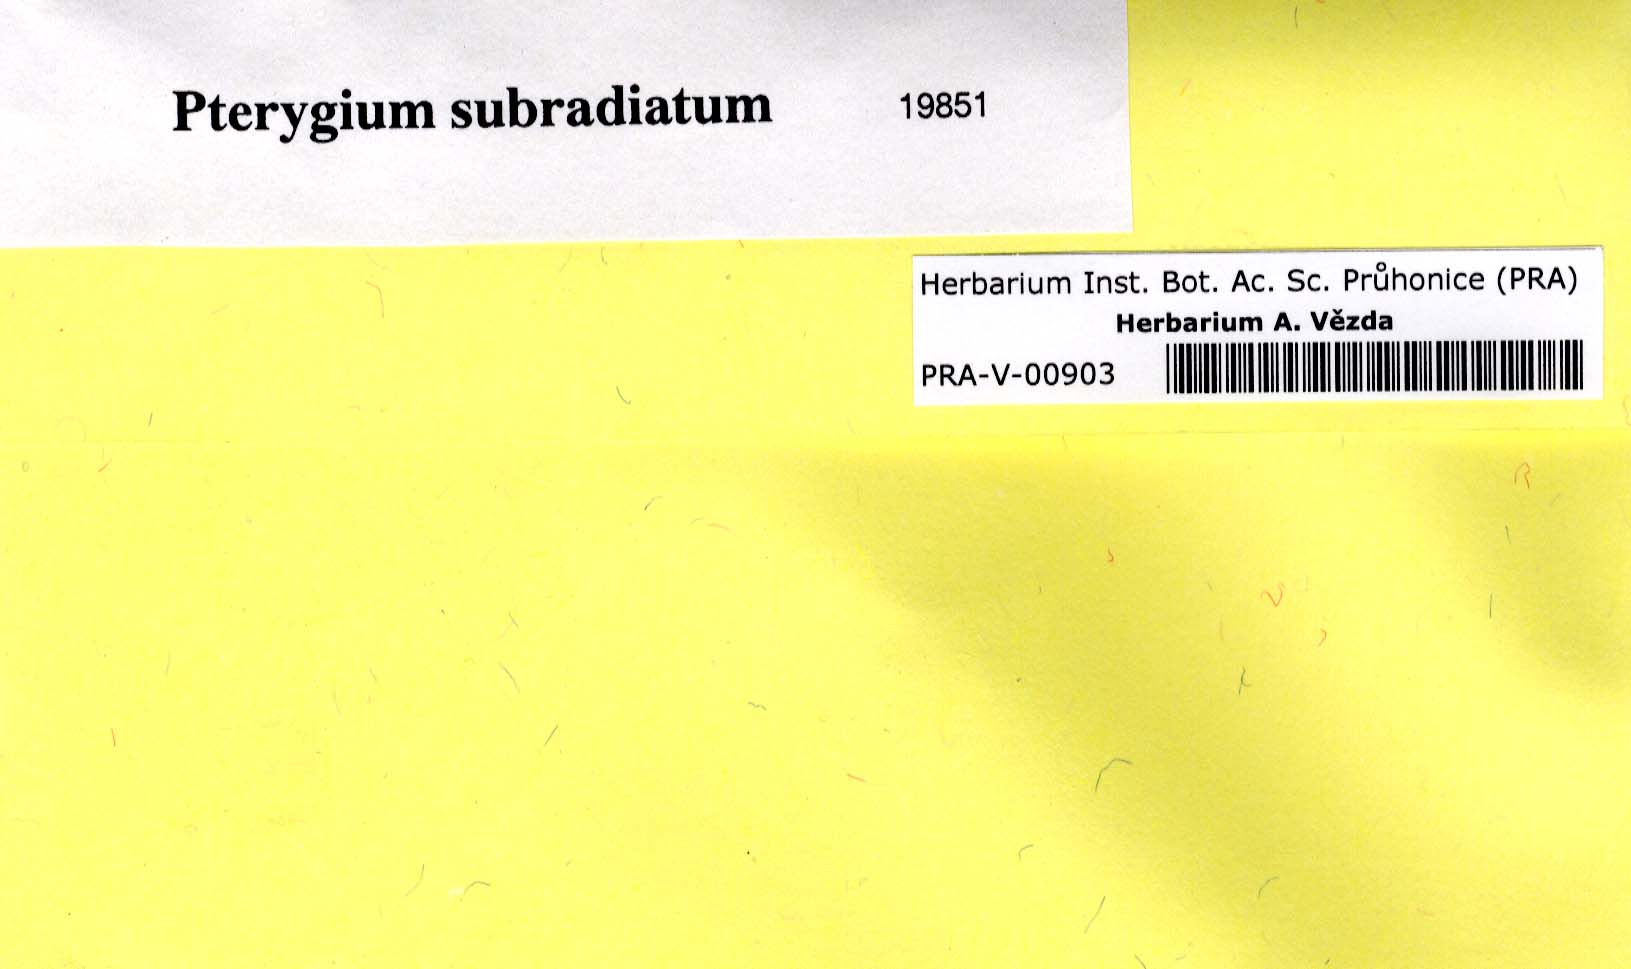 Pterygium subradiatum 19851
Herbarium Inst. Bot. Ac. Sc. Průhonice (PRA)
Herbarium A. Vězda
PRA-V-00903